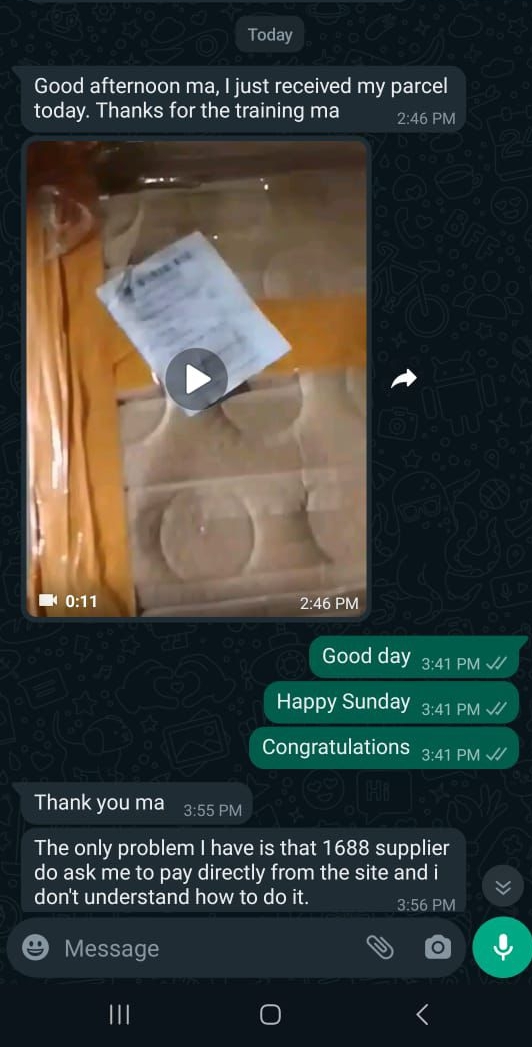 Today
Good afternoon ma, I just received my parcel
today. Thanks for the training ma
2:46 PM
0:11
2:46 PM
Good day 3:41 PM
Happy Sunday 3:41 PM
Congratulations 3:41 PM
Thank you ma 3:55 PM
The only problem I have is that 1688 supplier
do ask me to pay directly from the site and i
don't understand how to do it.
3:56 PM
Message